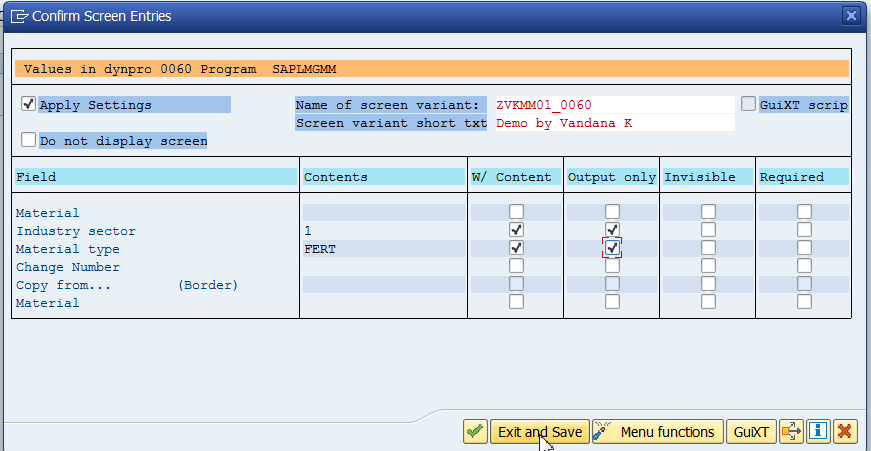 Confirm Screen Entries
Values in dynpro 0060 Program SAPLMGMM
Apply Settings Name of screen variant: ZVKMM01_0060 GuiXT scrip
Screen variant short txt Demo by Vandana K
Do not display screen
Field Contents W/ Content Output only Invisible Required
Material
Industry sector 1
Material type FERT
Change Number
Copy from... (Border)
Material
Exit and Save Menu functions GuiXT